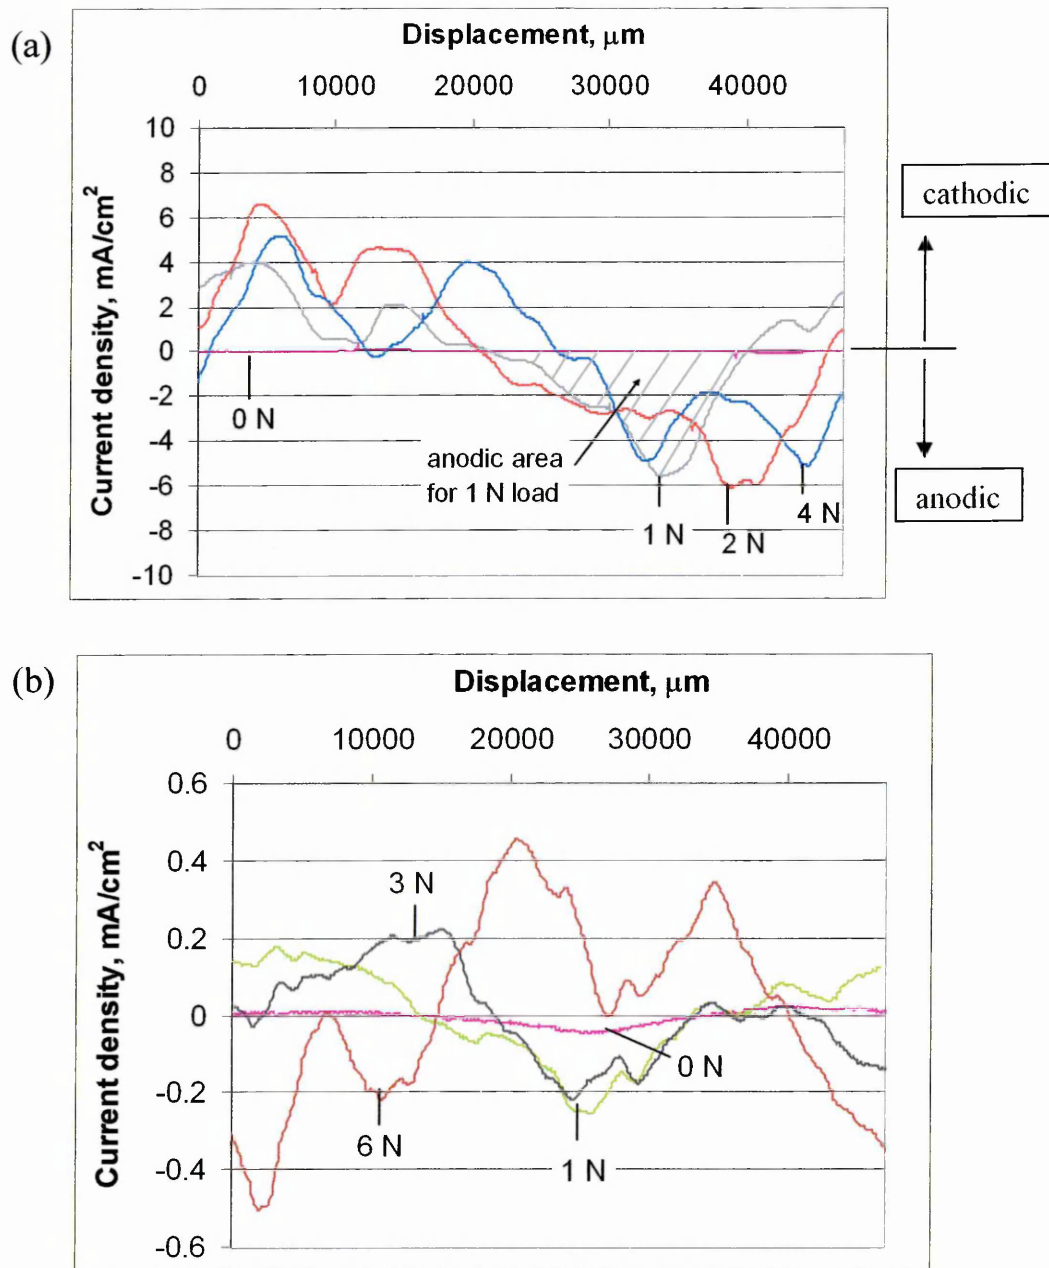 (a)
Displacement, μm
0 10000 20000 30000 40000
Current density, mA/cm²
10
8
6
4
2
0
-2
-4
-6
-8
-10
0 N
anodic area
for 1 N load
1 N
2 N
4 N
cathodic
anodic
(b)
Displacement, μm
0 10000 20000 30000 40000
Current density, mA/cm²
0.6
0.4
0.2
0
-0.2
-0.4
-0.6
3 N
0 N
6 N
1 N